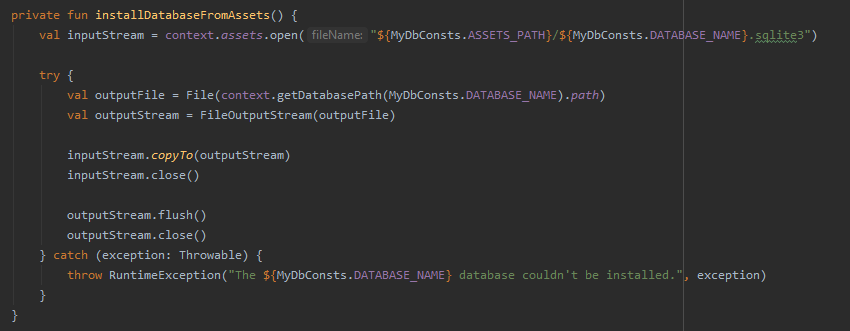 private fun installDatabaseFromAssets() {
    val inputStream = context.assets.open( fileName: "${MyDbConsts.ASSETS_PATH}/${MyDbConsts.DATABASE_NAME}.sqlite3")

    try {
        val outputFile = File(context.getDatabasePath(MyDbConsts.DATABASE_NAME).path)
        val outputStream = FileOutputStream(outputFile)

        inputStream.copyTo(outputStream)
        inputStream.close()

        outputStream.flush()
        outputStream.close()
    } catch (exception: Throwable) {
        throw RuntimeException("The ${MyDbConsts.DATABASE_NAME} database couldn't be installed.", exception)
    }
}